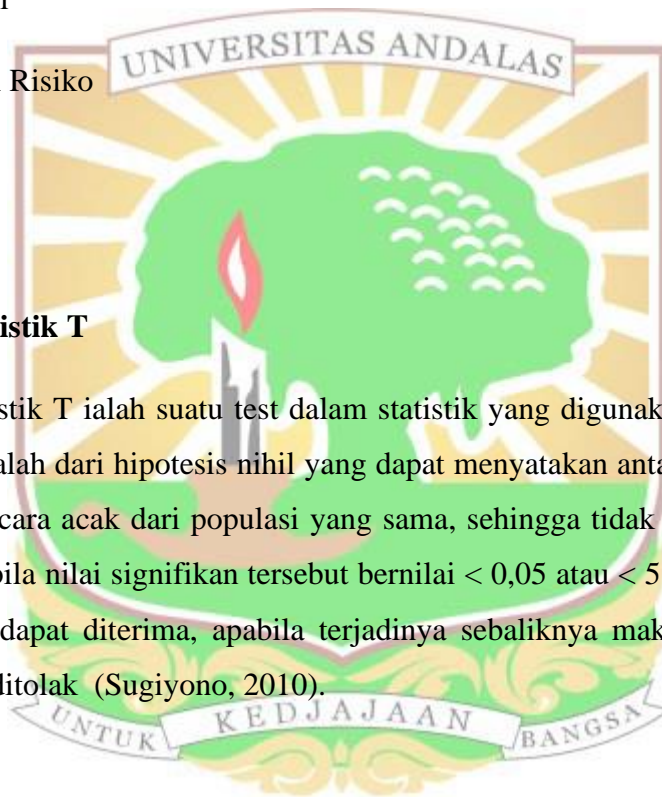 UNIVERSITAS ANDALAS
Risiko
istik T
stik T ialah suatu test dalam statistik yang digunak
alah dari hipotesis nihil yang dapat menyatakan anta
cara acak dari populasi yang sama, sehingga tidak
bila nilai signifikan tersebut bernilai < 0,05 atau < 5
dapat diterima, apabila terjadinya sebaliknya mak
ditolak (Sugiyono, 2010).
UNTUK KEDJAJAAN BANGSA